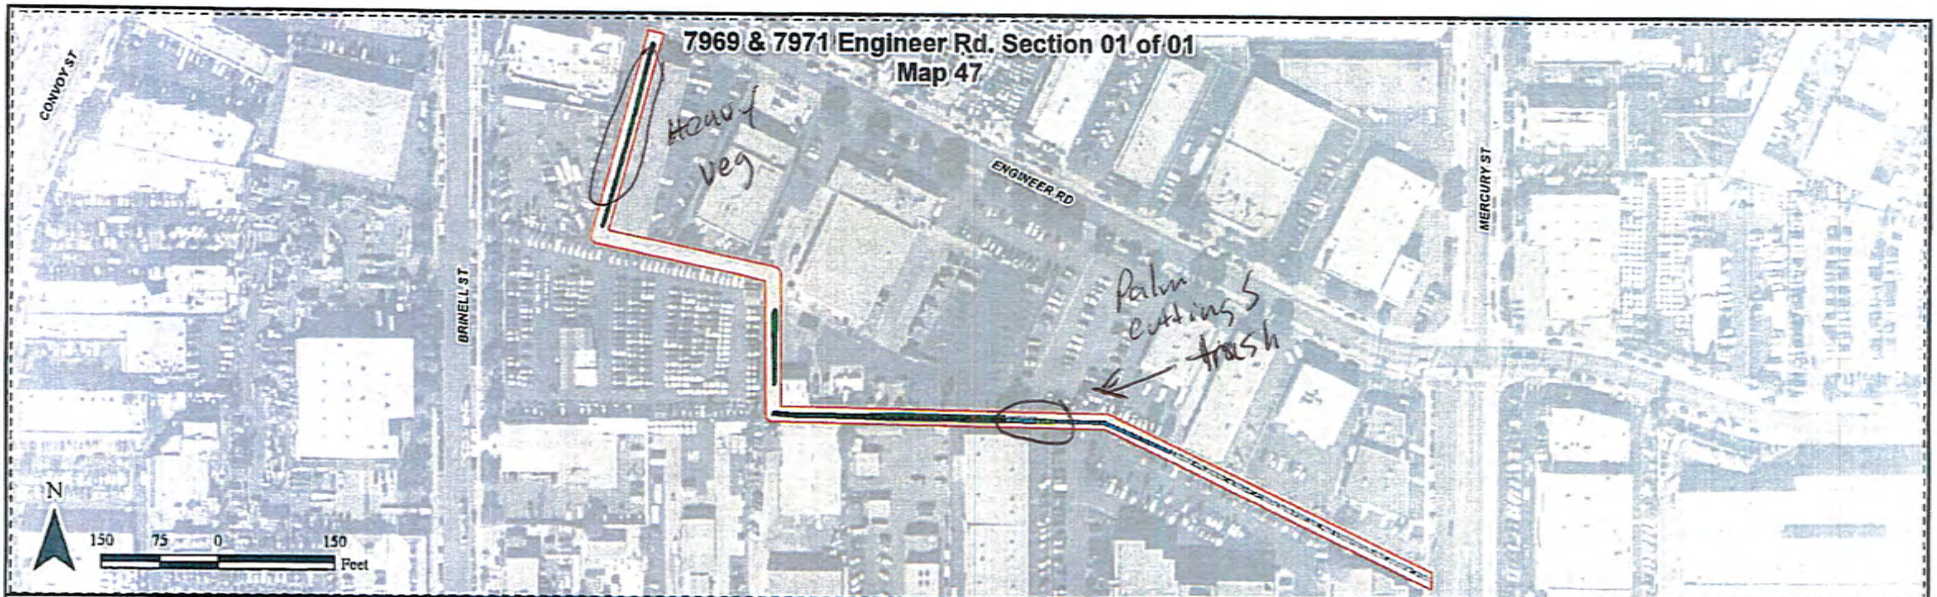 7969 & 7971 Engineer Rd. Section 01 of 01
Map 47
CONVOY ST
Heavy
veg
ENGINEER RD
MERCURY ST
BRINELL ST
Palm
cuttings
trash
N
150 75 0 150
Feet